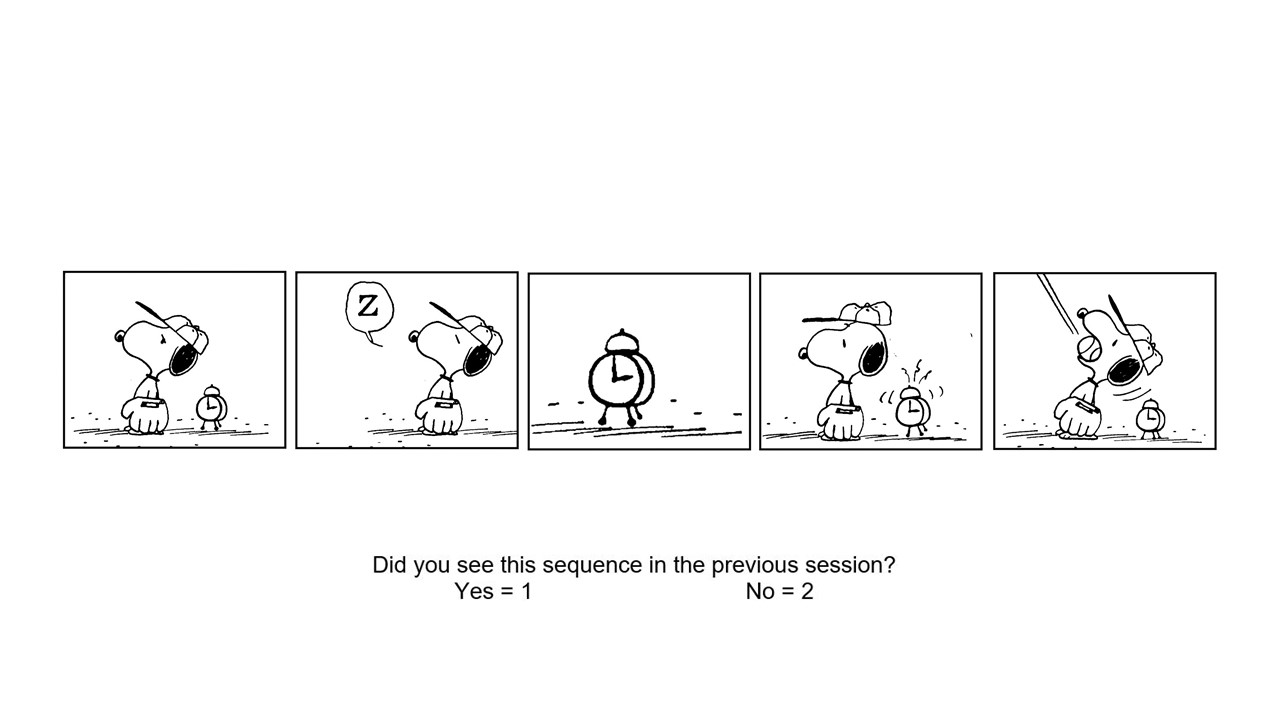 Z
Did you see this sequence in the previous session?
Yes = 1 No = 2